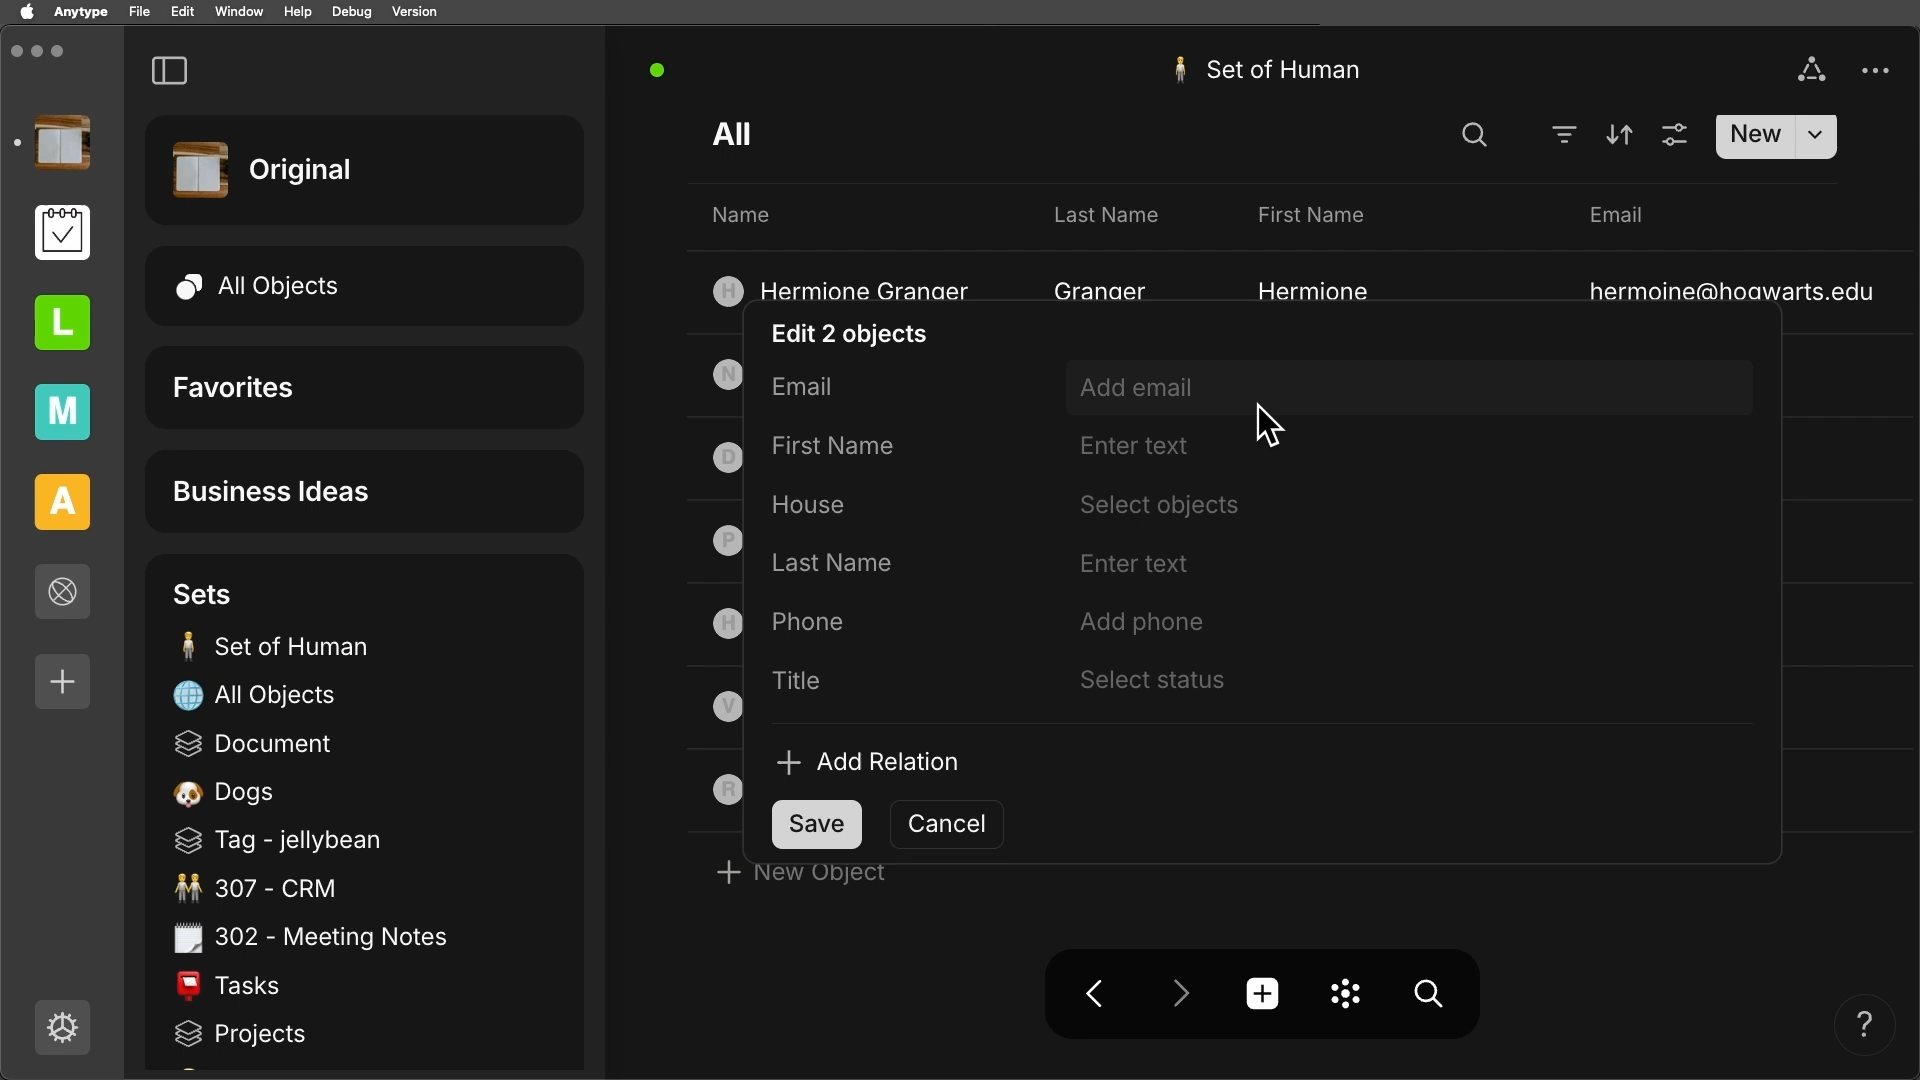 Anytype File Edit Window Help Debug Version
Set of Human
Original
All
New
Name Last Name First Name Email
All Objects
H Hermione Granger Granger Hermione hermoine@hogwarts.edu
L
Edit 2 objects
Favorites
N
Email Add email
M
First Name Enter text
D
Business Ideas
A
House Select objects
P
Last Name Enter text
Sets
H
Phone Add phone
Set of Human
Title Select status
All Objects
V
Document
Add Relation
Dogs
R
Save Cancel
Tag - jellybean
New Object
307 - CRM
302 - Meeting Notes
Tasks
Projects
?